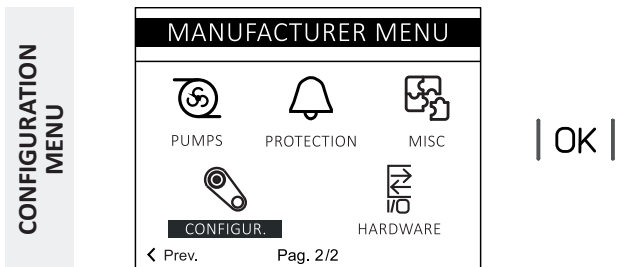 CONFIGURATION
MENU
MANUFACTURER MENU
PUMPS PROTECTION MISC
I/O
CONFIGUR. HARDWARE
Prev. Pag. 2/2
OK